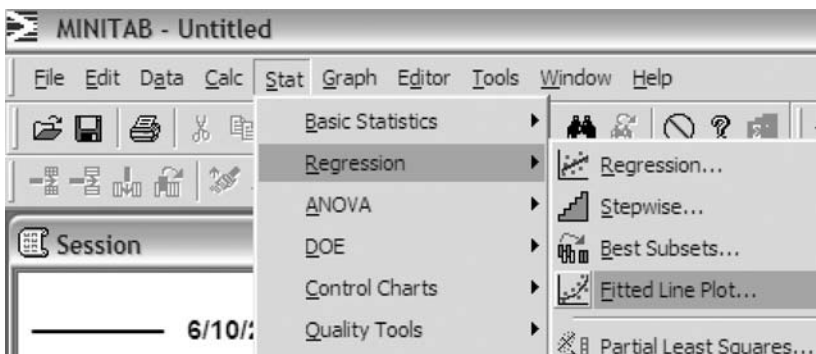 MINITAB - Untitled
File Edit Data Calc Stat Graph Editor Tools Window Help
Basic Statistics
Regression
Regression...
ANOVA
Stepwise...
Session
DOE
Best Subsets...
Control Charts
Fitted Line Plot...
6/10/
Quality Tools
Partial Least Squares...